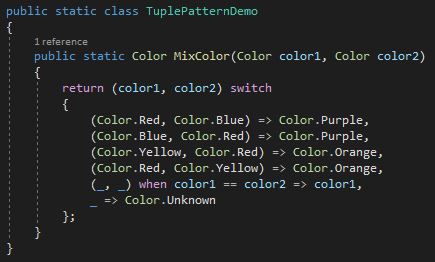 public static class TuplePatternDemo
{
1 reference
public static Color MixColor(Color color1, Color color2)
{
return (color1, color2) switch
{
(Color.Red, Color.Blue) => Color.Purple,
(Color.Blue, Color.Red) => Color.Purple,
(Color.Yellow, Color.Red) => Color.Orange,
(Color.Red, Color.Yellow) => Color.Orange,
(_, _) when color1 == color2 => color1,
_ => Color.Unknown
};
}
}